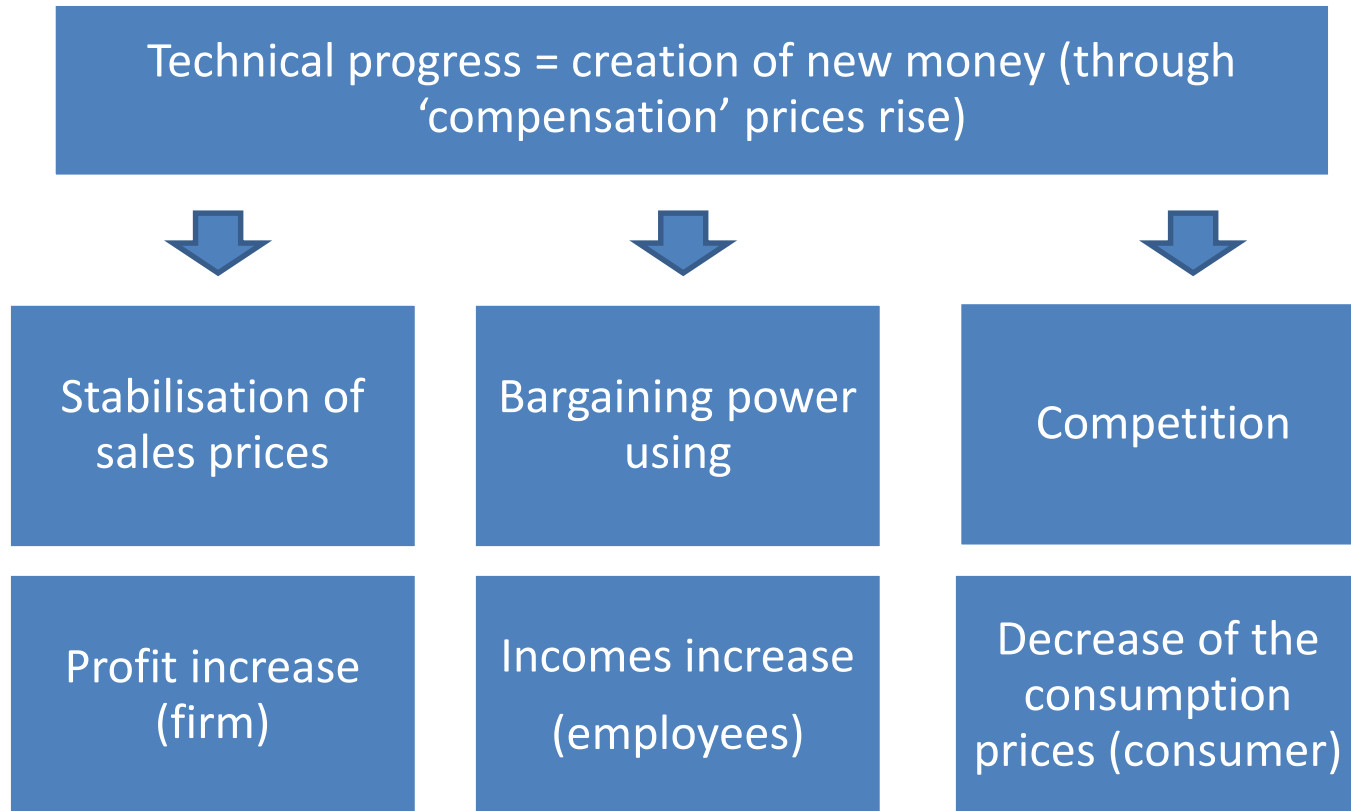 Technical progress = creation of new money (through
‘compensation’ prices rise)
Stabilisation of
sales prices
Bargaining power
using
Competition
Profit increase
(firm)
Incomes increase
(employees)
Decrease of the
consumption
prices (consumer)